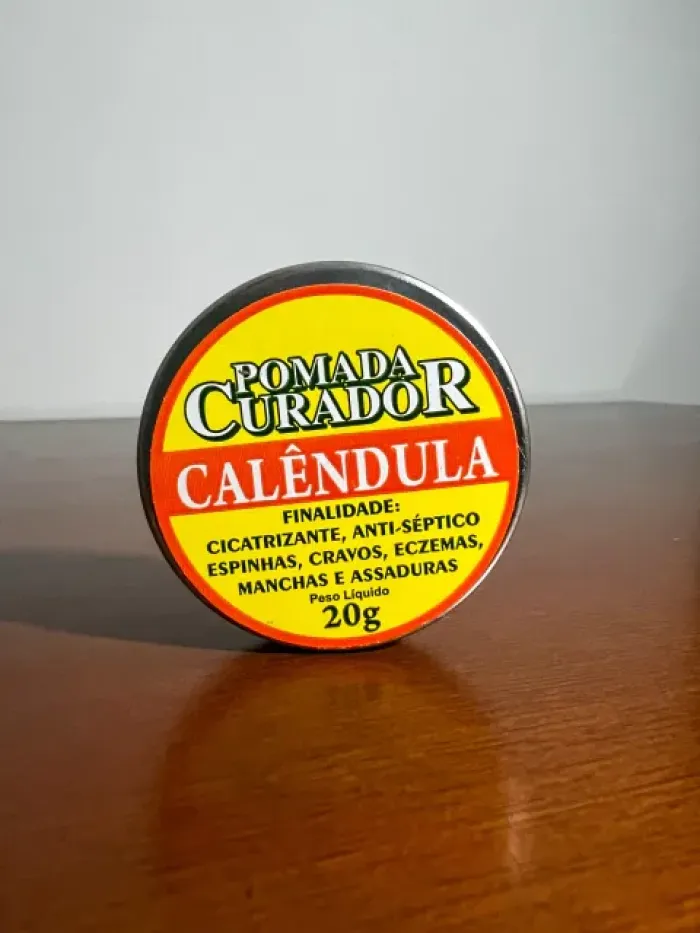 POMADA
CURADOR
CALÊNDULA
FINALIDADE:
CICATRIZANTE, ANTI-SÉPTICO
ESPINHAS, CRAVOS, ECZEMAS,
MANCHAS E ASSADURAS
Peso Líquido
20g